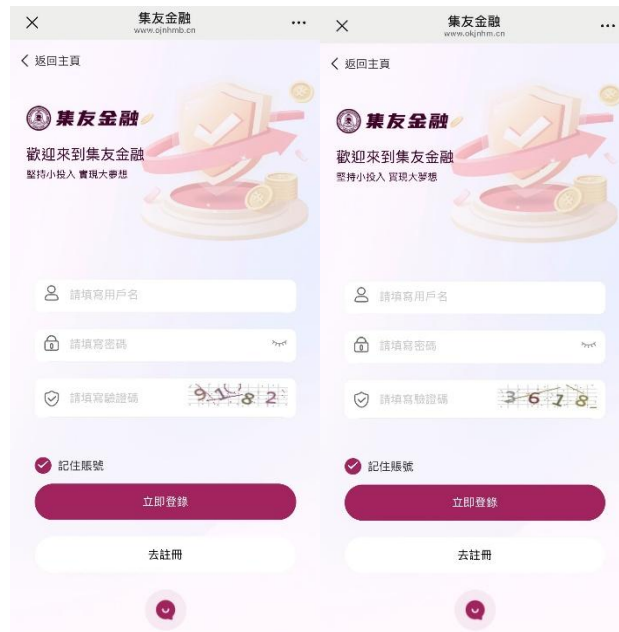 集友金融
www.ojnhmb.cn
返回主頁
集友金融
歡迎來到集友金融
堅持小投入 實現大夢想
請填寫用戶名
請填寫密碼
請填寫驗證碼
9182
記住賬號
立即登錄
去註冊
集友金融
www.okjnhm.cn
返回主頁
集友金融
歡迎來到集友金融
堅持小投入 實現大夢想
請填寫用戶名
請填寫密碼
請填寫驗證碼
3618
記住賬號
立即登錄
去註冊